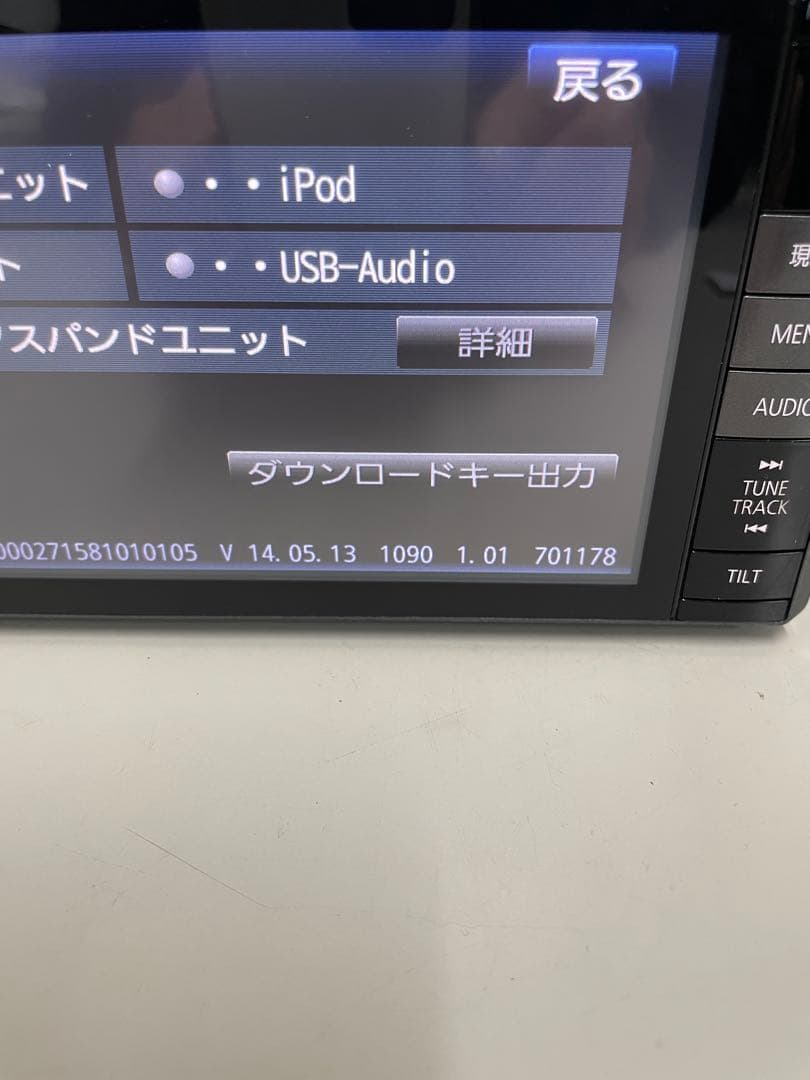 戻る
ニット ・・iPod
ト ・・USB-Audio
クスパンドユニット 詳細
ダウンロードキー出力
000271581010105 V 14.05.13 1090 1.01 701178
現
MEN
AUDIO
TUNE
TRACK
TILT